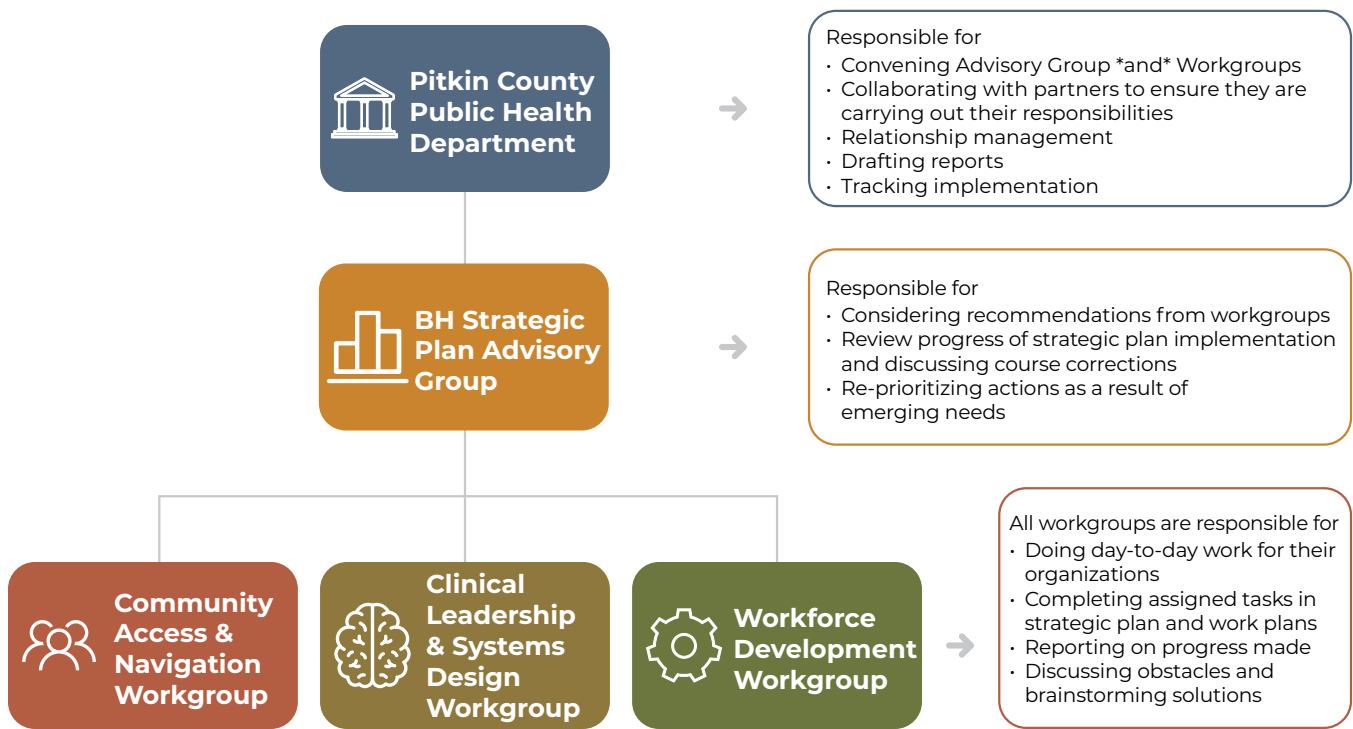 Pitkin County
Public Health
Department
Responsible for
· Convening Advisory Group *and* Workgroups
· Collaborating with partners to ensure they are
carrying out their responsibilities
· Relationship management
· Drafting reports
· Tracking implementation
BH Strategic
Plan Advisory
Group
Responsible for
· Considering recommendations from workgroups
· Review progress of strategic plan implementation
and discussing course corrections
· Re-prioritizing actions as a result of
emerging needs
Community
Access &
Navigation
Workgroup
Clinical
Leadership
& Systems
Design
Workgroup
Workforce
Development
Workgroup
All workgroups are responsible for
· Doing day-to-day work for their
organizations
· Completing assigned tasks in
strategic plan and work plans
· Reporting on progress made
· Discussing obstacles and
brainstorming solutions